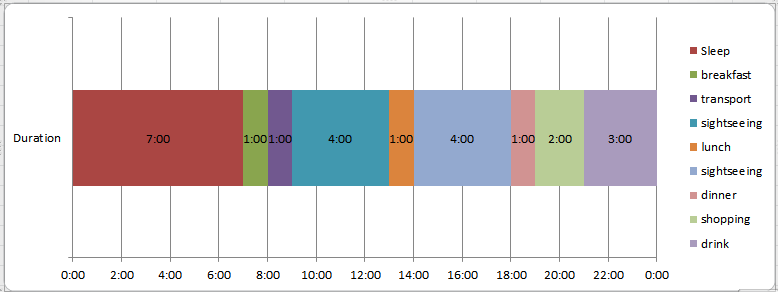 Duration
7:00 1:00 1:00 4:00 1:00 4:00 1:00 2:00 3:00
0:00 2:00 4:00 6:00 8:00 10:00 12:00 14:00 16:00 18:00 20:00 22:00 0:00
Sleep
breakfast
transport
sightseeing
lunch
sightseeing
dinner
shopping
drink